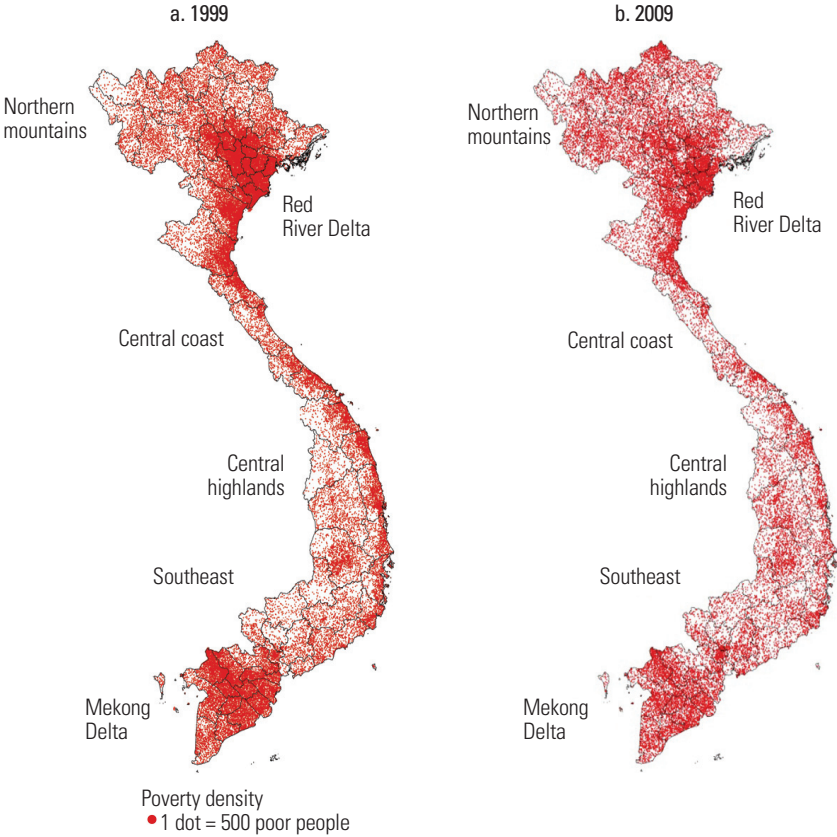 a. 1999
Northern
mountains
Red
River Delta
Central coast
Central
highlands
Southeast
Mekong
Delta
Poverty density
1 dot = 500 poor people
b. 2009
Northern
mountains
Red
River Delta
Central coast
Central
highlands
Southeast
Mekong
Delta